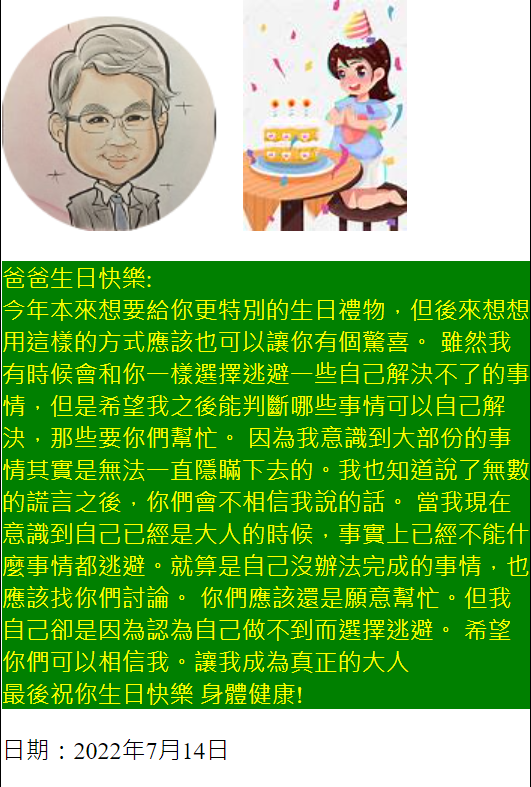 爸爸生日快樂:
今年本來想要給你更特別的生日禮物，但後來想想
用這樣的方式應該也可以讓你有個驚喜。 雖然我
有時候會和你一樣選擇逃避一些自己解決不了的事
情，但是希望我之後能判斷哪些事情可以自己解
決，那些要你們幫忙。 因為我意識到大部份的事
情其實是無法一直隱瞞下去的。我也知道說了無數
的謊言之後，你們會不相信我說的話。 當我現在
意識到自己已經是大人的時候，事實上已經不能什
麼事情都逃避。就算是自己沒辦法完成的事情，也
應該找你們討論。 你們應該還是願意幫忙。但我
自己卻是因為認為自己做不到而選擇逃避。 希望
你們可以相信我。讓我成為真正的大人
最後祝你生日快樂 身體健康!
日期：2022年7月14日